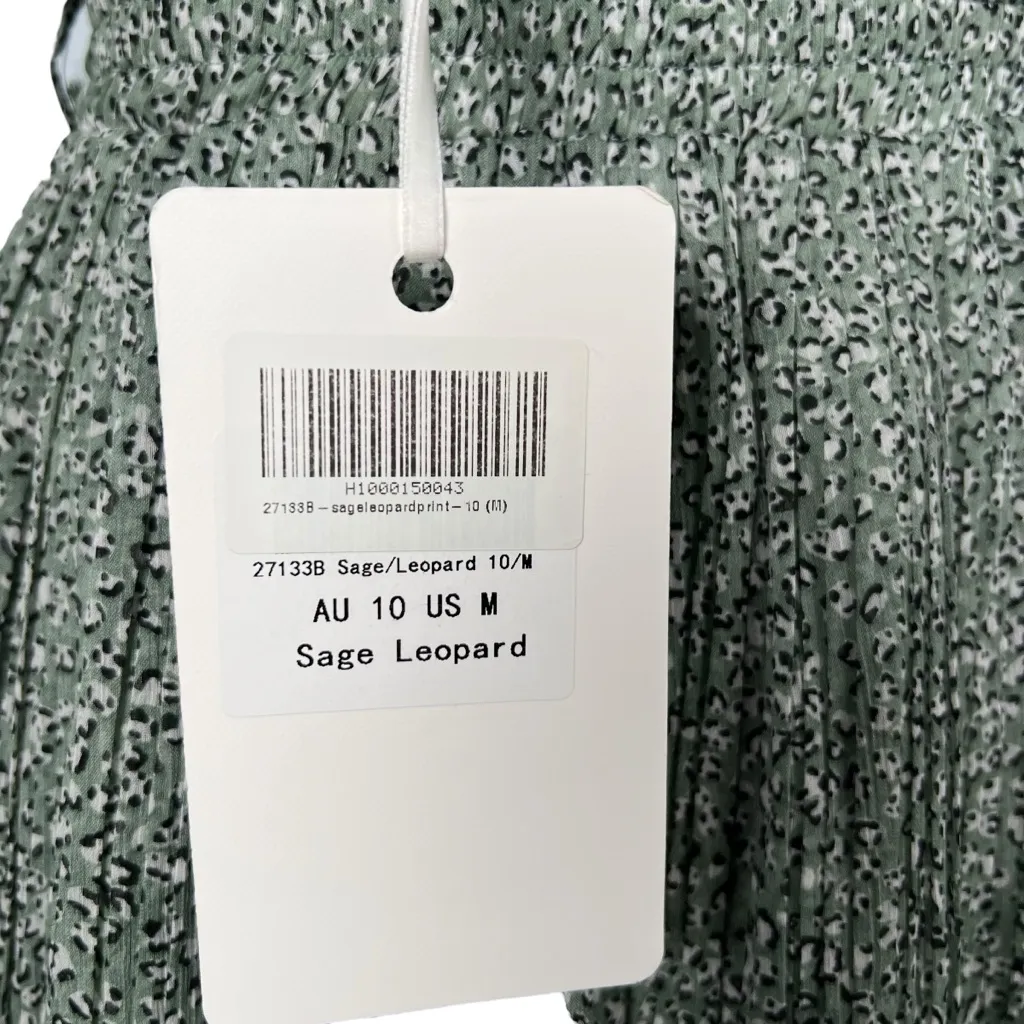 H1000150043
27133B-sageleopardprint-10 (M)
27133B Sage/Leopard 10/M
AU 10 US M
Sage Leopard